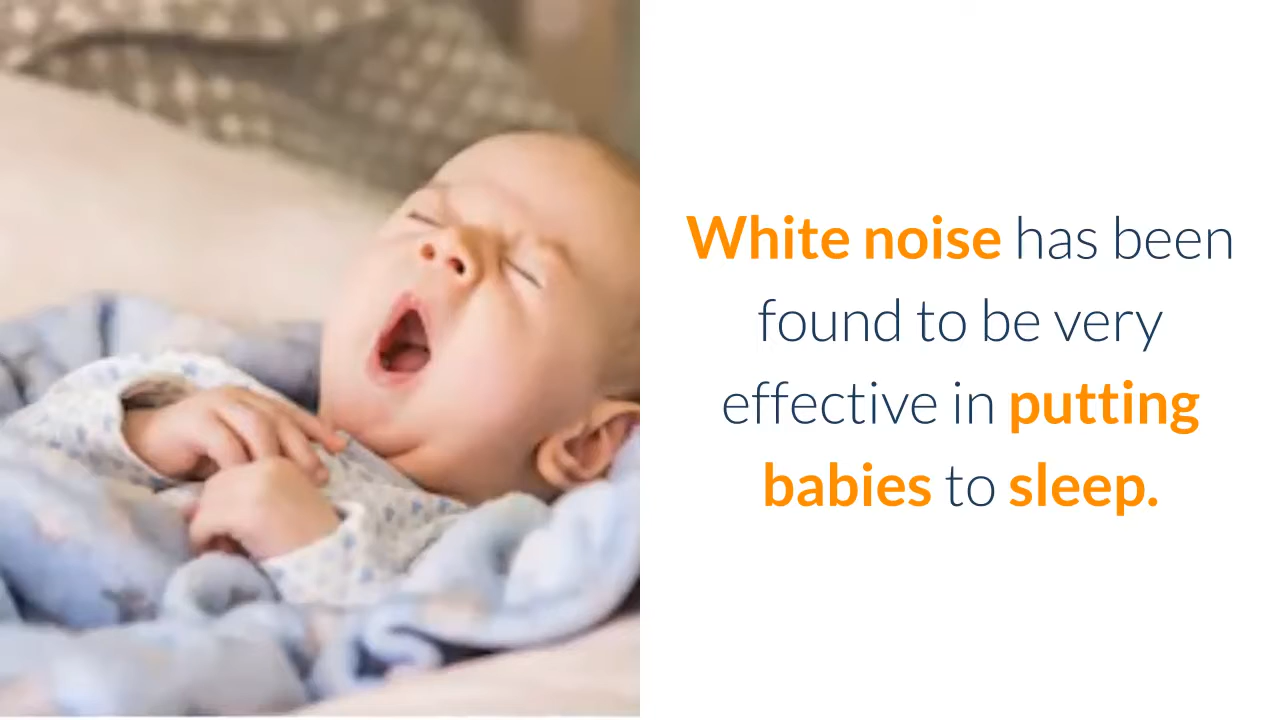 White noise has been
found to be very
effective in putting
babies to sleep.